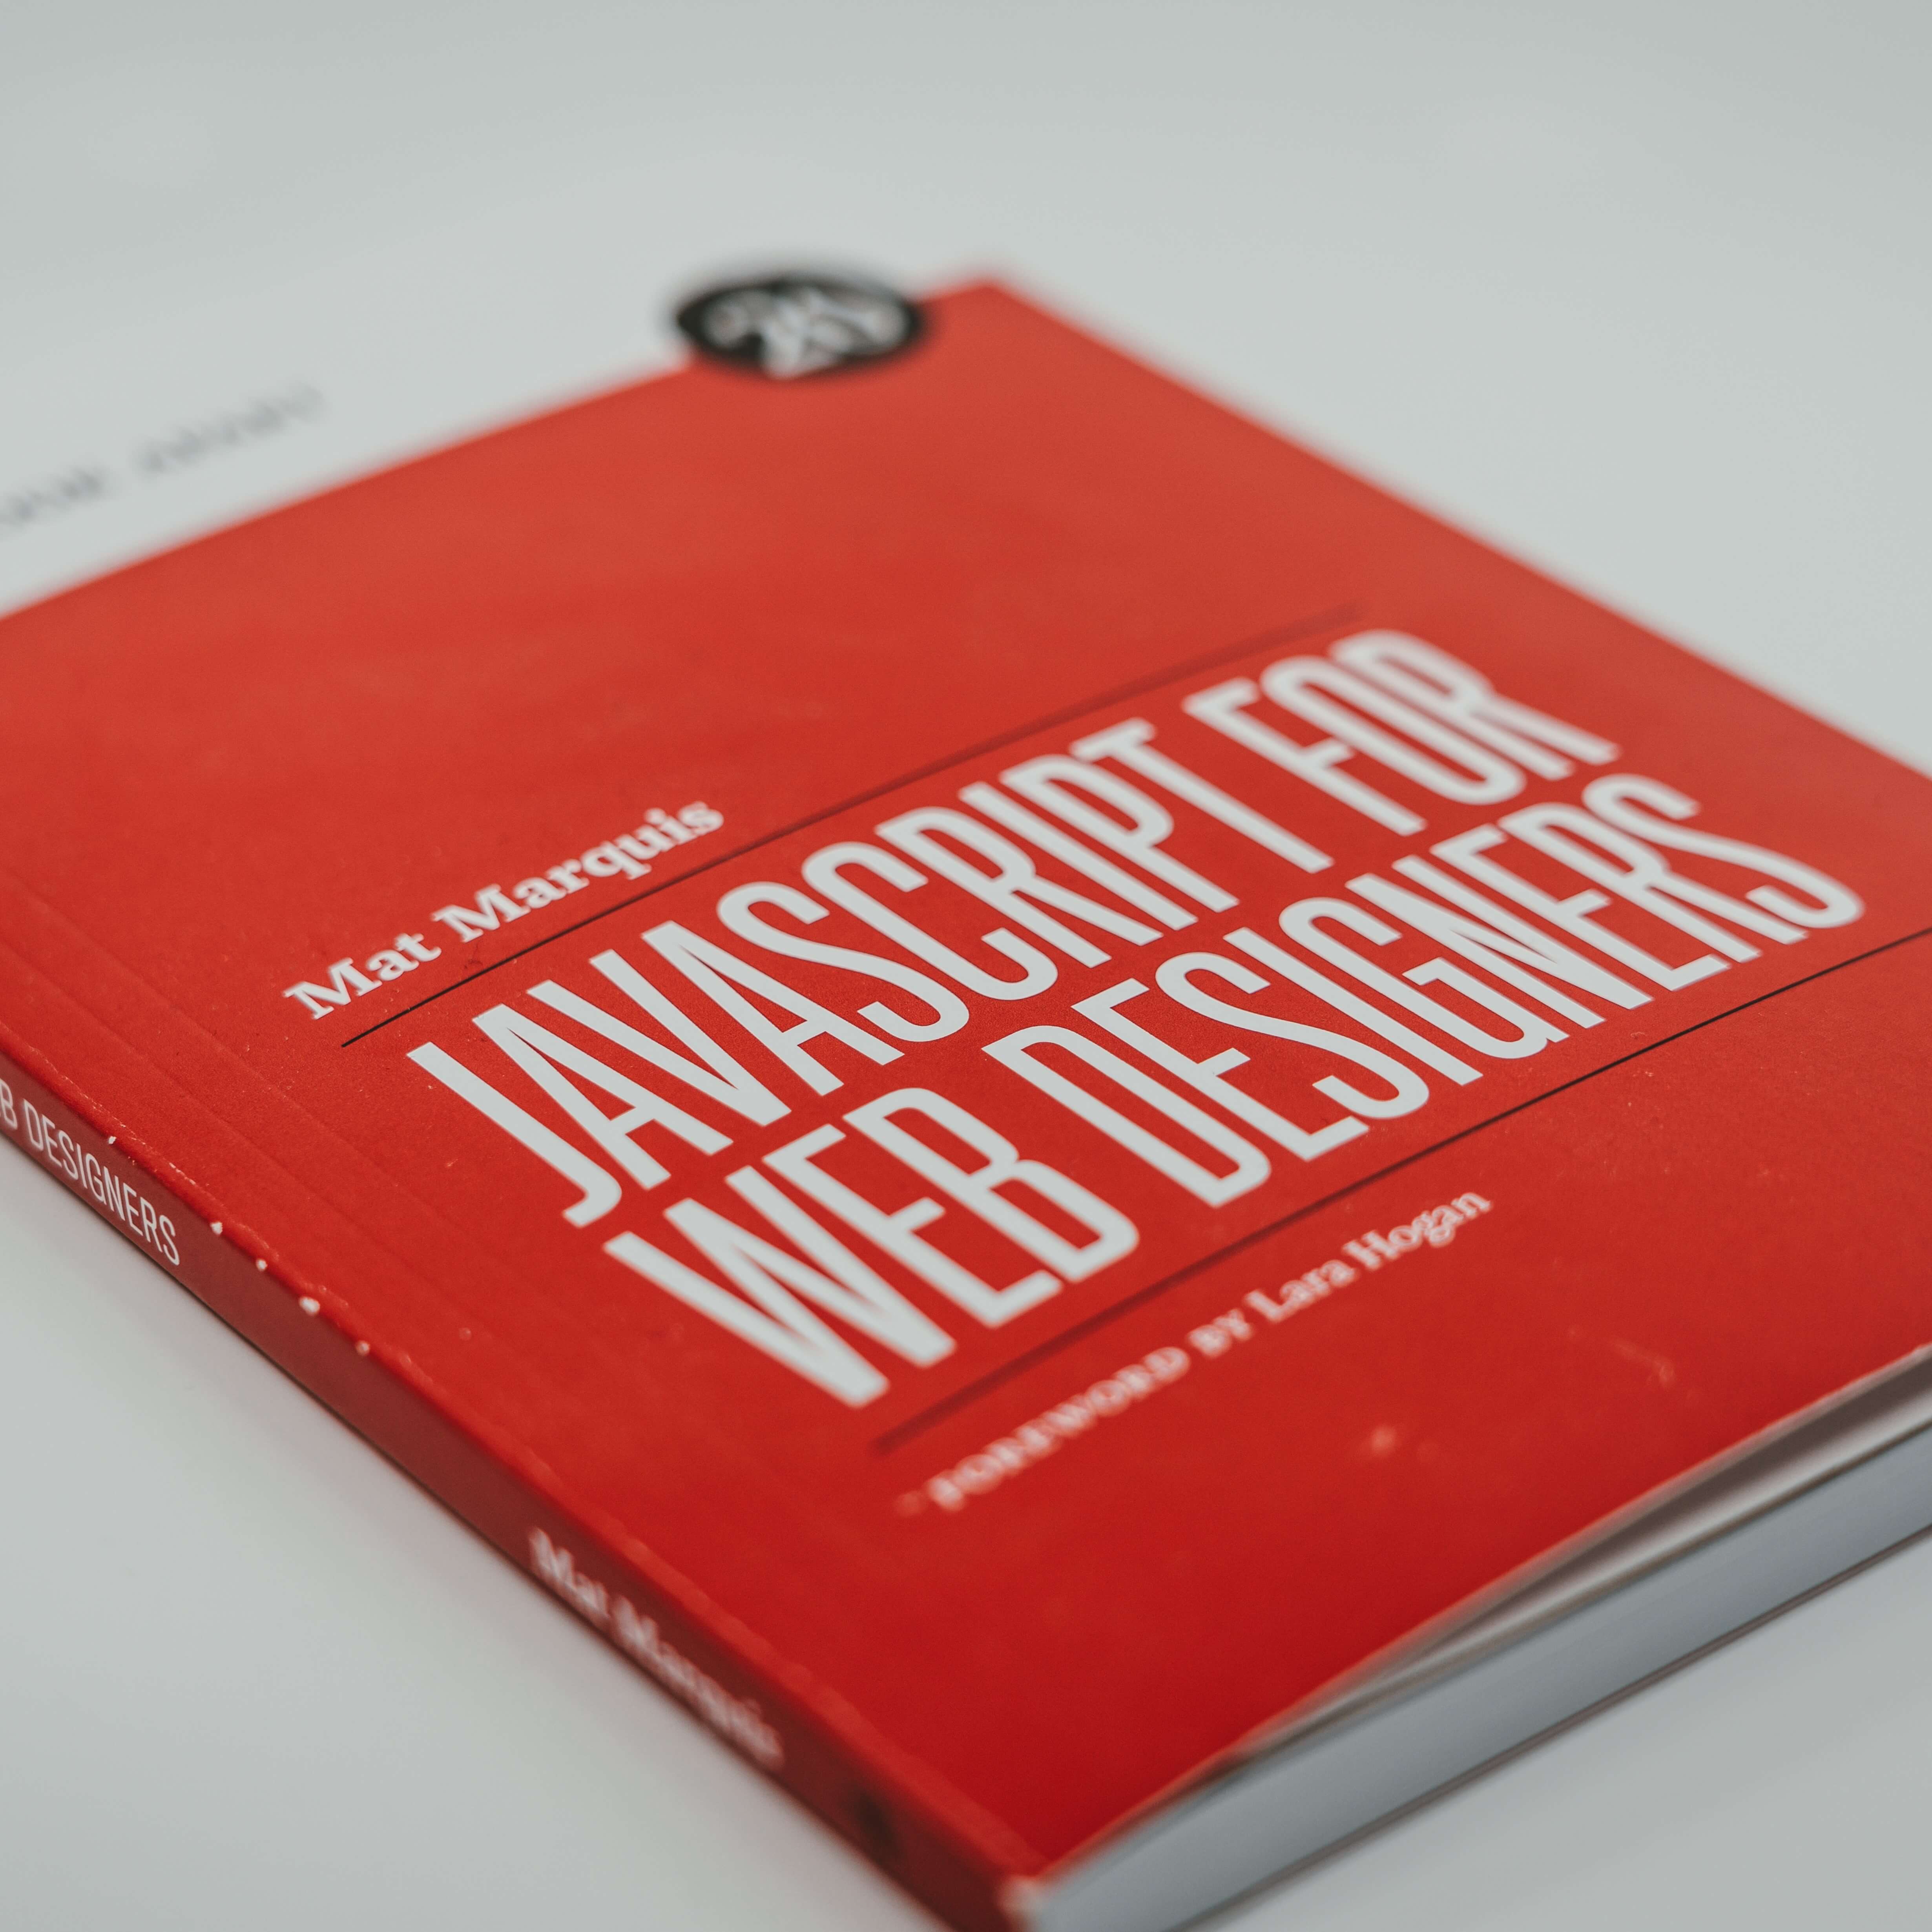 Mat Marquis
JAVASCRIPT FOR
WEB DESIGNERS
FOREWORD BY Lara Hogan
DESIGNERS
Mat Marquis